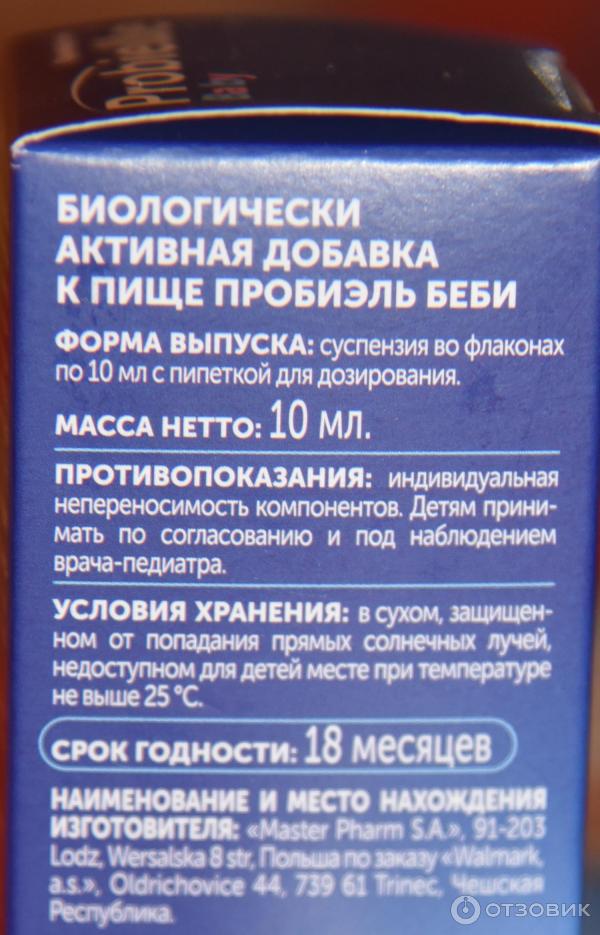 Baby
БИОЛОГИЧЕСКИ
АКТИВНАЯ ДОБАВКА
К ПИЩЕ ПРОБИЭЛЬ БЕБИ
ФОРМА ВЫПУСКА: суспензия во флаконах
по 10 мл с пипеткой для дозирования.
МАССА НЕТТО: 10 МЛ.
ПРОТИВОПОКАЗАНИЯ: индивидуальная
непереносимость компонентов. Детям прини-
мать по согласованию и под наблюдением
врача-педиатра.
УСЛОВИЯ ХРАНЕНИЯ: в сухом, защищен-
ном от попадания прямых солнечных лучей,
недоступном для детей месте при температуре
не выше 25 °C.
СРОК ГОДНОСТИ: 18 месяцев
НАИМЕНОВАНИЕ И МЕСТО НАХОЖДЕНИЯ
ИЗГОТОВИТЕЛЯ: «Master Pharm S.A.», 91-203
Lodz, Wersalska 8 str, Польша по заказу «Walmark,
a.s.», Oldrichovice 44, 739 61 Trinec, Чешская
Республика.
ОТЗОВИК